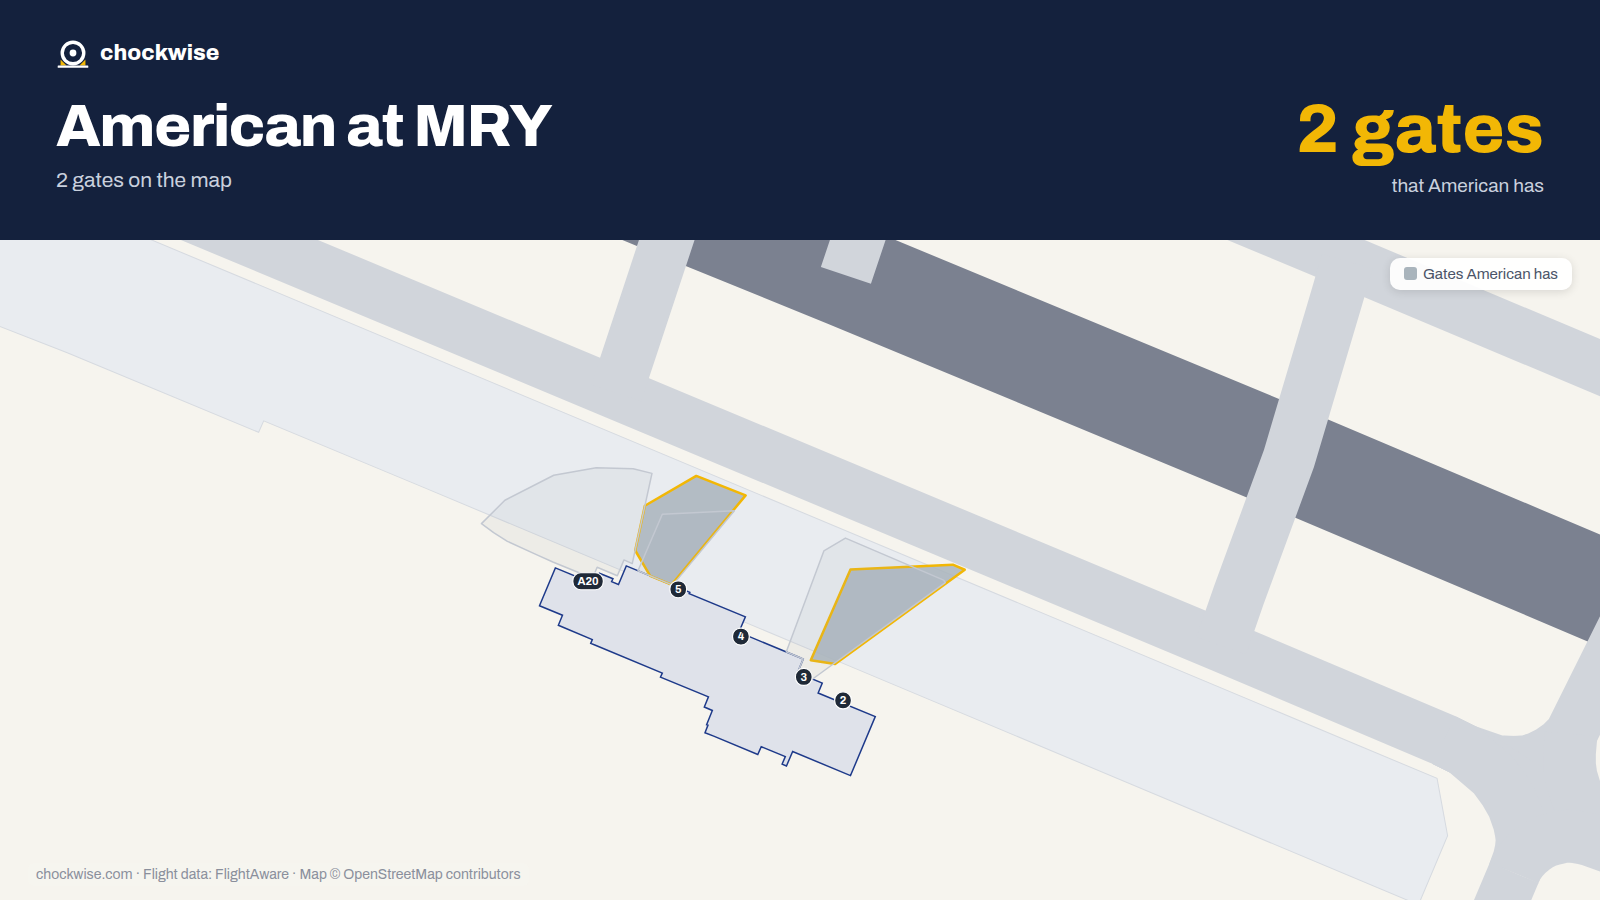 chockwise
American at MRY
2 gates on the map
2 gates
that American has
Gates American has
A20
5
4
3
2
chockwise.com · Flight data: FlightAware · Map © OpenStreetMap contributors